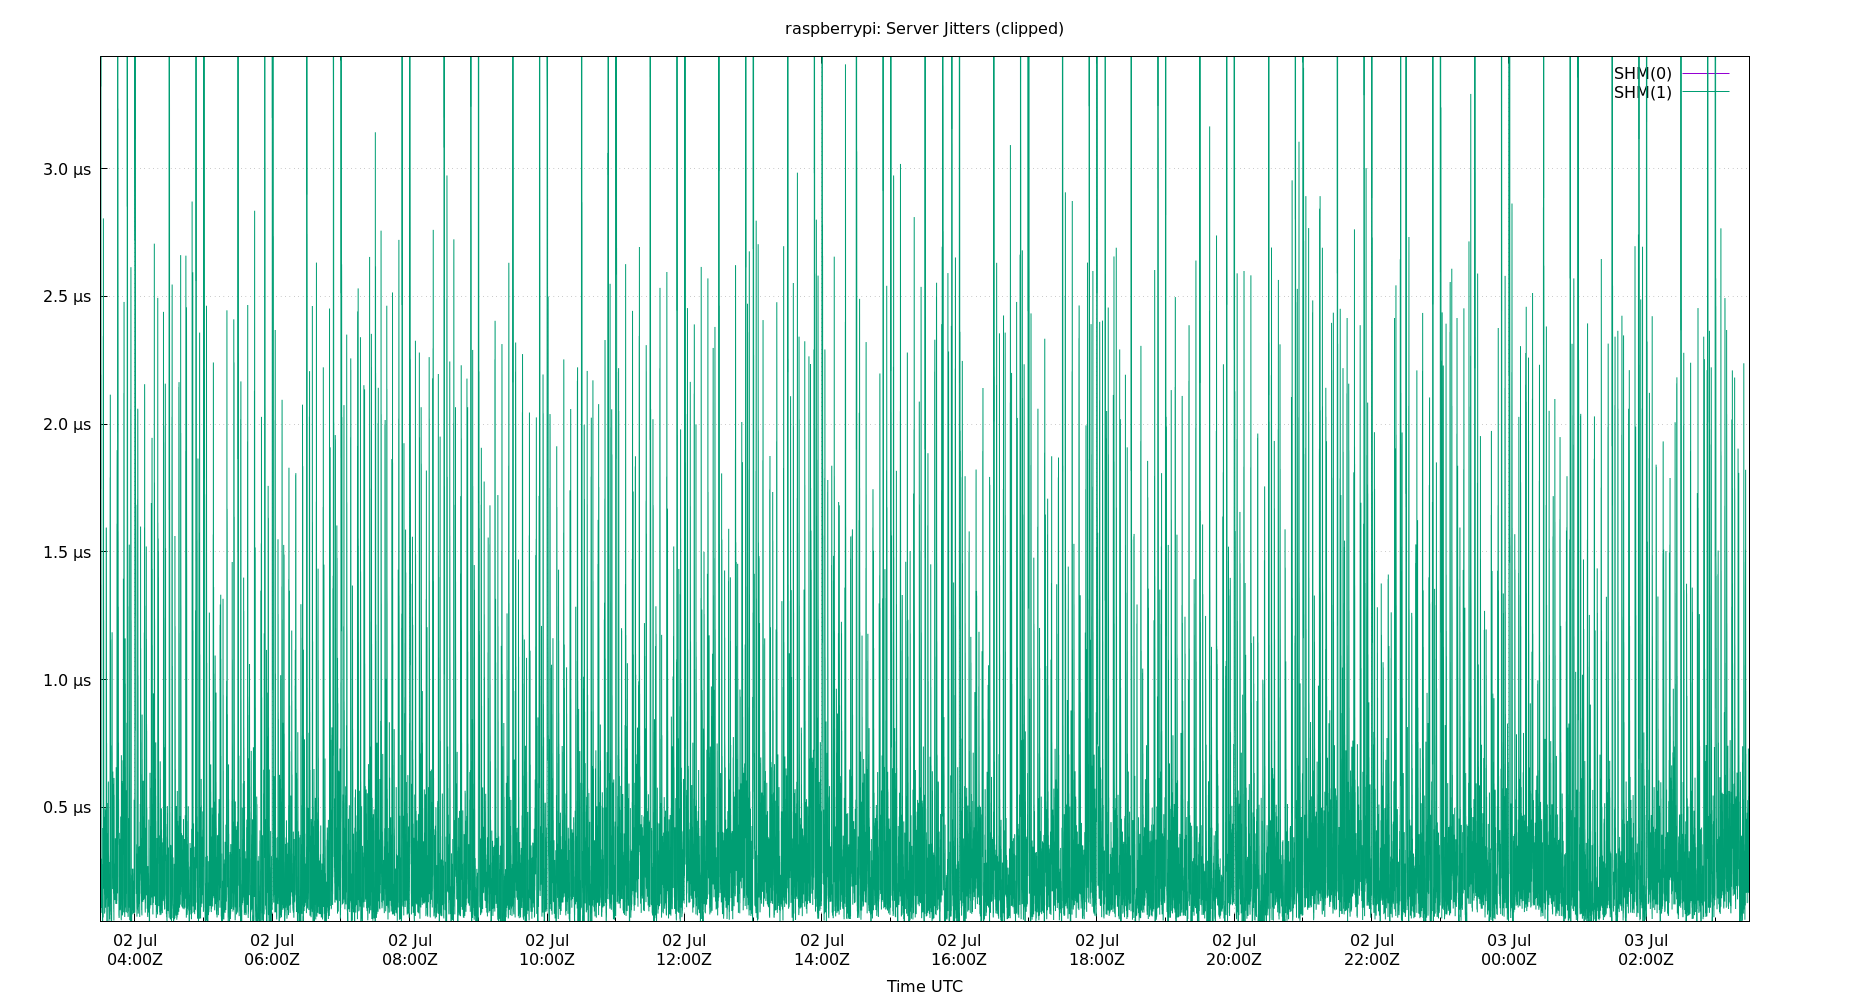 raspberrypi: Server Jitters (clipped)
SHM(0)
SHM(1)
3.0 µs
2.5 µs
2.0 µs
1.5 µs
1.0 µs
0.5 µs
02 Jul 02 Jul 02 Jul 02 Jul 02 Jul 02 Jul 02 Jul 02 Jul 02 Jul 02 Jul 03 Jul 03 Jul
04:00Z 06:00Z 08:00Z 10:00Z 12:00Z 14:00Z 16:00Z 18:00Z 20:00Z 22:00Z 00:00Z 02:00Z
Time UTC